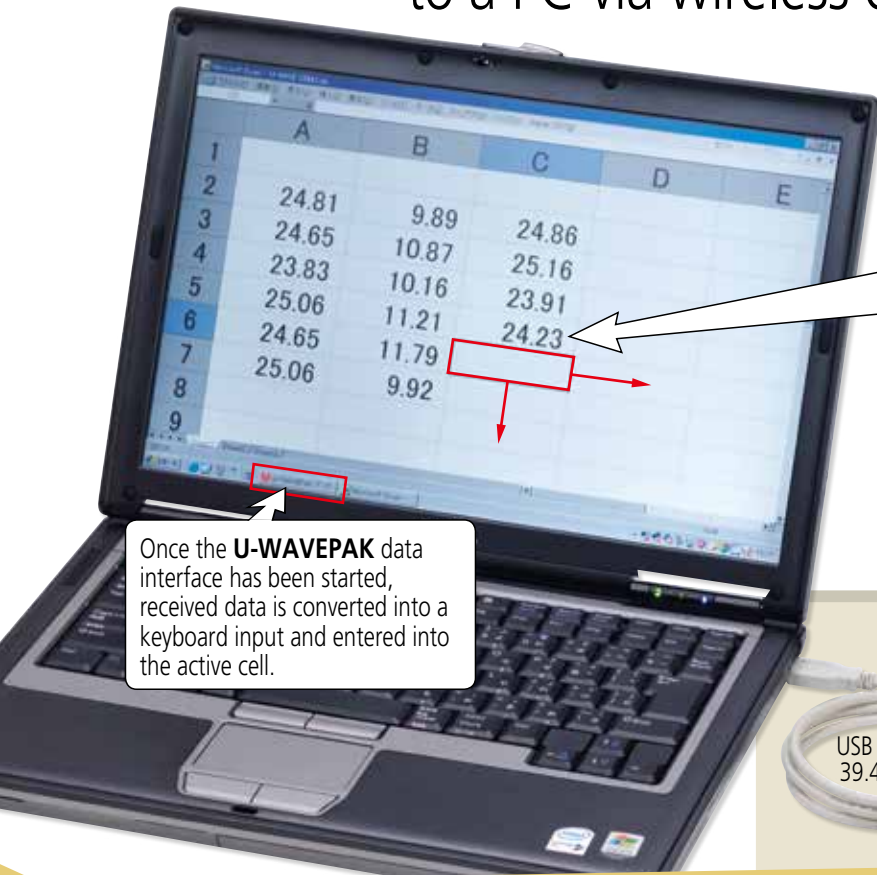 to a PC via wireless
A B C D E
1
2 24.81 9.89 24.86
3 24.65 10.87 25.16
4 23.83 10.16 23.91
5 25.06 11.21 24.23
6 24.65 11.79
7 25.06 9.92
8
9
Once the U-WAVEPAK data
interface has been started,
received data is converted into a
keyboard input and entered into
the active cell.
USB
39.4